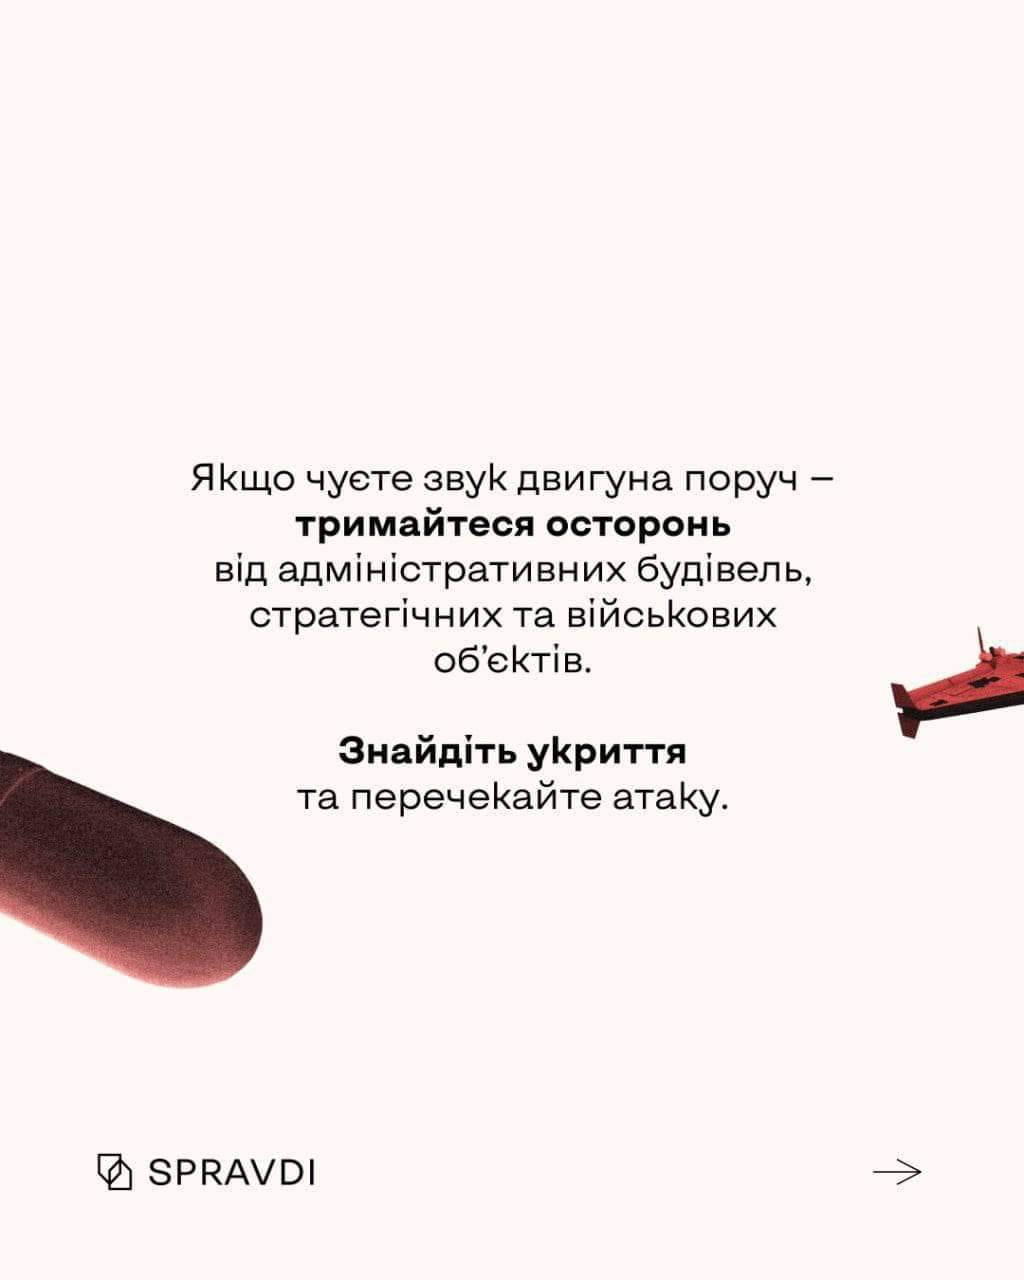 Якщо чуєте звук двигуна поруч –
тримайтеся осторонь
від адміністративних будівель,
стратегічних та військових
об’єктів.
Знайдіть укриття
та перечекайте атаку.
SPRAVDI